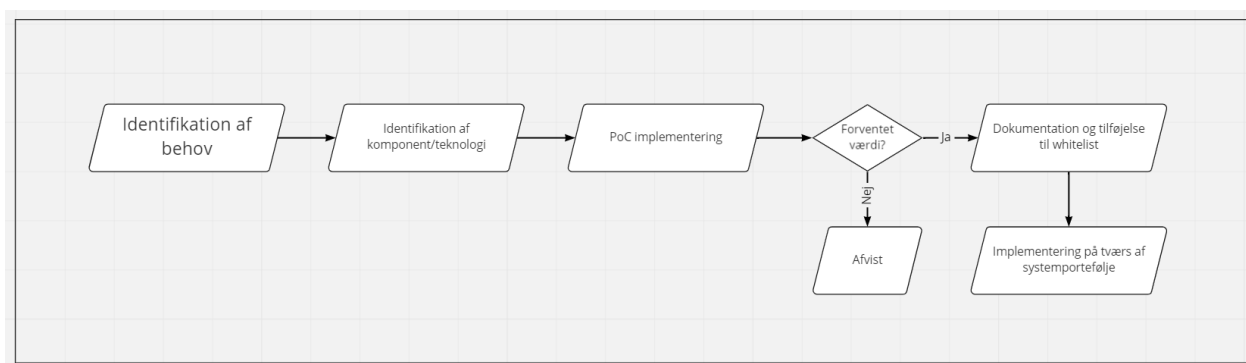 Identifikation af
behov
Identifikation af
komponent/teknologi
PoC implementering
Forventet
værdi?
Ja
Dokumentation og tilføjelse
til whitelist
Nej
Afvist
Implementering på tværs af
systemportefølje